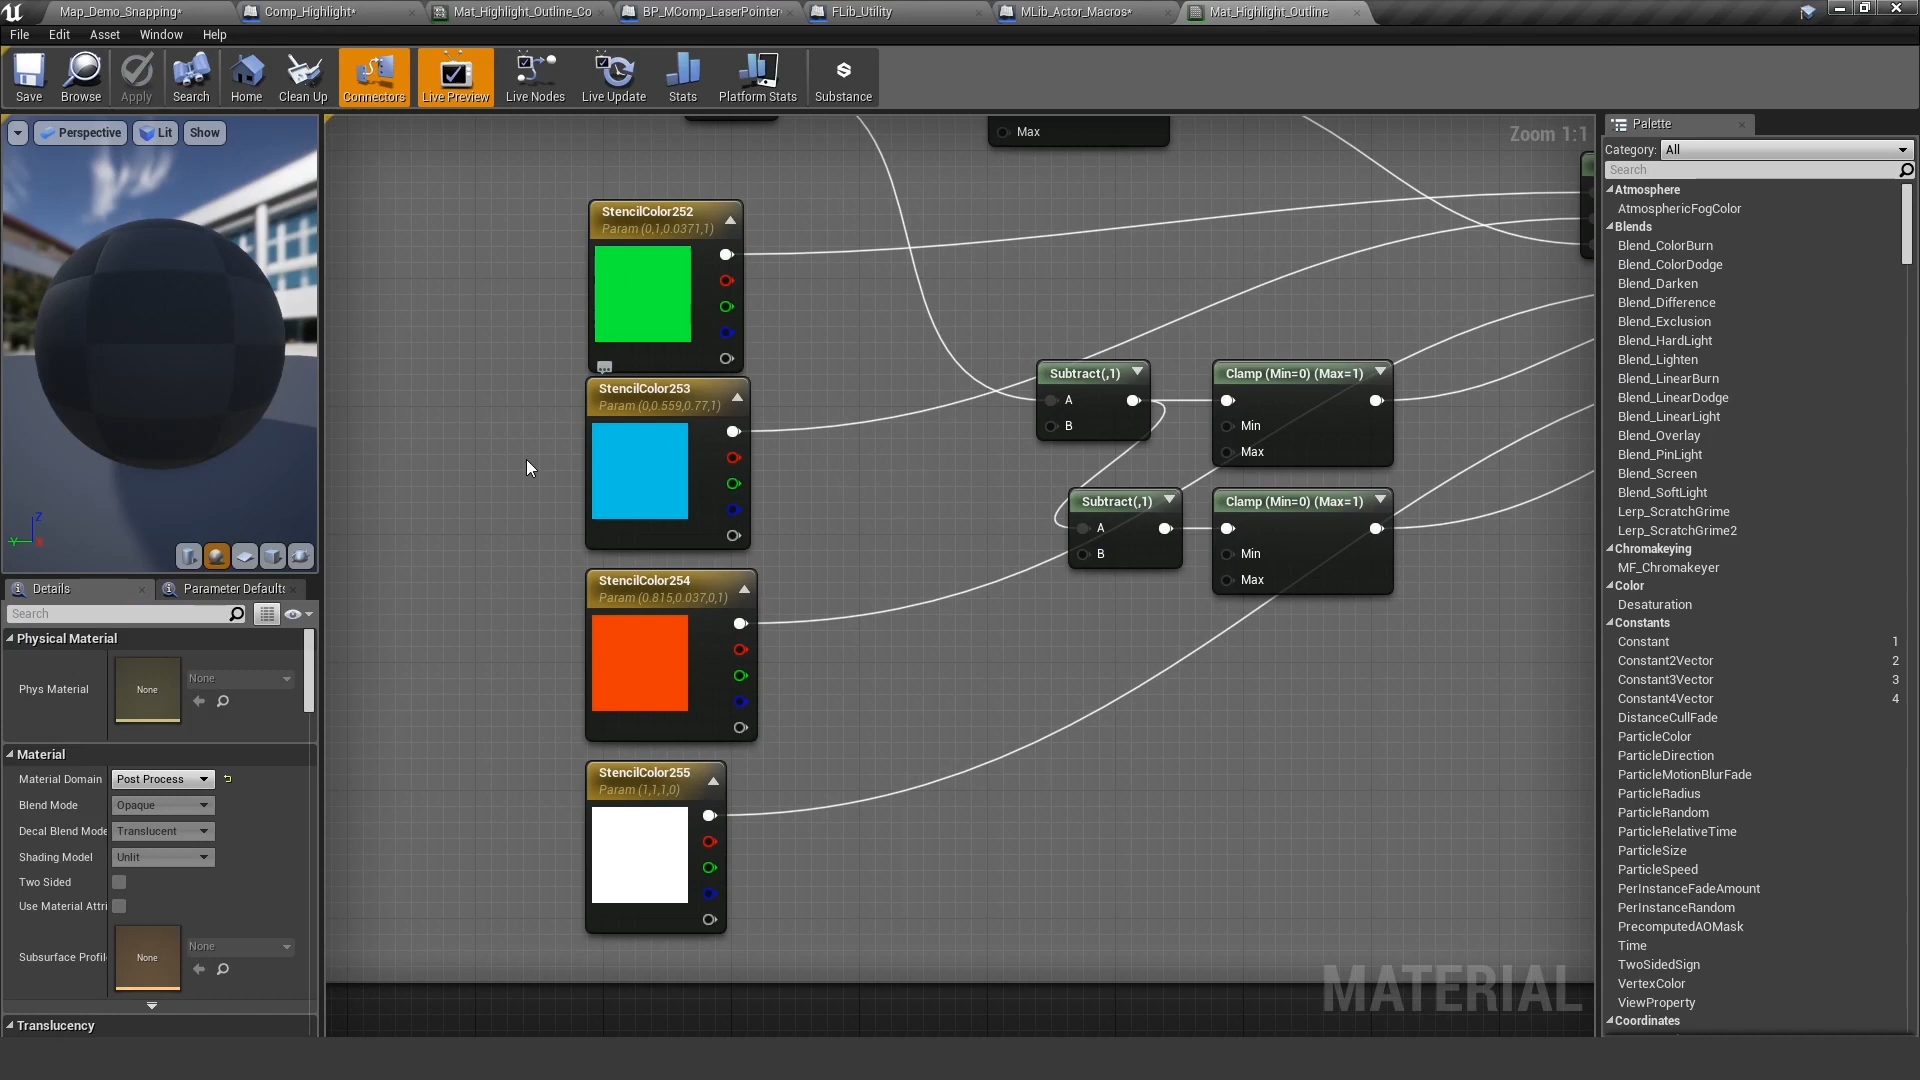 Map_Demo_Snapping*
Comp_Highlight*
Mat_Highlight_Outline_Co
BP_MComp_LaserPointer
FLib_Utility
MLib_Actor_Macros*
Mat_Highlight_Outline
File Edit Asset Window Help
Save Browse Apply Search Home Clean Up Connectors Live Preview Live Nodes Live Update Stats Platform Stats Substance
Perspective Lit Show
Z
Details
Parameter Defaults
Search
Physical Material
Phys Material
None
None
Material
Material Domain Post Process
Blend Mode Opaque
Decal Blend Mode Translucent
Shading Model Unlit
Two Sided
Use Material Attri
Subsurface Profil
None
None
Translucency
Zoom 1:1
Max
StencilColor252
Param (0,1,0.0371,1)
StencilColor253
Param (0,0.559,0.77,1)
StencilColor254
Param (0.815,0.037,0,1)
StencilColor255
Param (1,1,1,0)
Subtract(,1)
A
B
Clamp (Min=0) (Max=1)
Min
Max
Subtract(,1)
A
B
Clamp (Min=0) (Max=1)
Min
Max
MATERIAL
Palette
Category: All
Search
Atmosphere
AtmosphericFogColor
Blends
Blend_ColorBurn
Blend_ColorDodge
Blend_Darken
Blend_Difference
Blend_Exclusion
Blend_HardLight
Blend_Lighten
Blend_LinearBurn
Blend_LinearDodge
Blend_LinearLight
Blend_Overlay
Blend_PinLight
Blend_Screen
Blend_SoftLight
Lerp_ScratchGrime
Lerp_ScratchGrime2
Chromakeying
MF_Chromakeyer
Color
Desaturation
Constants
Constant 1
Constant2Vector 2
Constant3Vector 3
Constant4Vector 4
DistanceCullFade
ParticleColor
ParticleDirection
ParticleMotionBlurFade
ParticleRadius
ParticleRandom
ParticleRelativeTime
ParticleSize
ParticleSpeed
PerInstanceFadeAmount
PerInstanceRandom
PrecomputedAOMask
Time
TwoSidedSign
VertexColor
ViewProperty
Coordinates